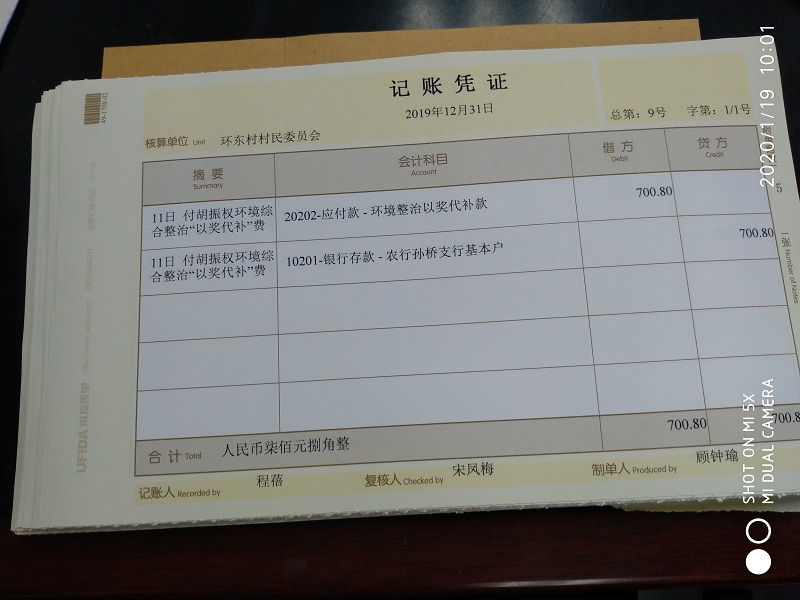 记账凭证
2019年12月31日
总第：9号 字第：1/1号
核算单位 Unit 环东村村民委员会
摘要 会计科目 借方 贷方
Summary Account Debit Credit
11日 付胡振权环境综合整治“以奖代补”费 20202-应付款 - 环境整治以奖代补款 700.80
11日 付胡振权环境综合整治“以奖代补”费 10201-银行存款 - 农行孙桥支行基本户 700.80
合计 Total 人民币柒佰元捌角整 700.80 700.8
记账人 Recorded by 程蓓 复核人 Checked by 宋凤梅 制单人 Produced by 顾钟瑜
5
张 Number of Notes
UFIDA 用友表单
2020/1/19 10:01
SHOT ON MI 5X
MI DUAL CAMERA